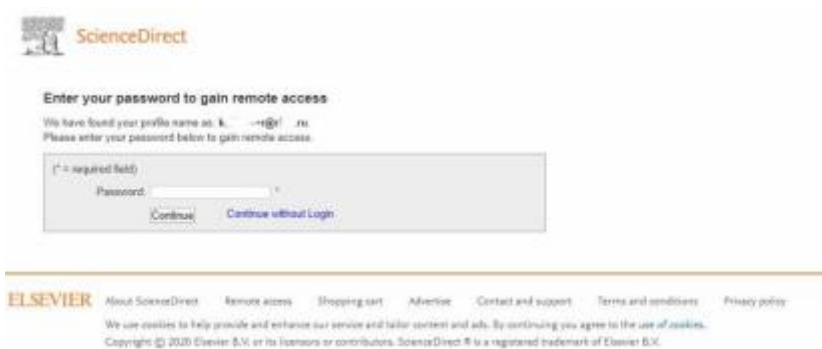 ScienceDirect
Enter your password to gain remote access
We have found your profile name as: k.
Please enter your password below to gain remote access.
(* = required field)
Password: *
Continue Continue without Login
ELSEVIER About ScienceDirect Remote access Shopping cart Advertise Contact and support Terms and conditions Privacy policy
We use cookies to help provide and enhance our service and tailor content and ads. By continuing you agree to the use of cookies.
Copyright © 2020 Elsevier B.V. or its licensors or contributors. ScienceDirect ® is a registered trademark of Elsevier B.V.